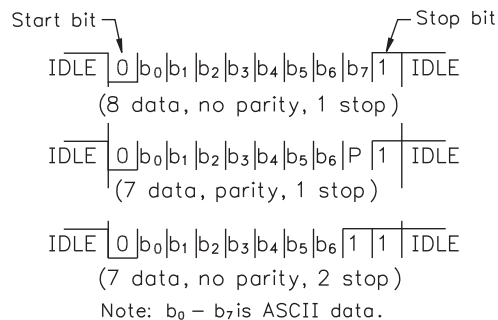 Start bit Stop bit
IDLE 0 b₀ b₁ b₂ b₃ b₄ b₅ b₆ b₇ 1 IDLE
(8 data, no parity, 1 stop)
IDLE 0 b₀ b₁ b₂ b₃ b₄ b₅ b₆ P 1 IDLE
(7 data, parity, 1 stop)
IDLE 0 b₀ b₁ b₂ b₃ b₄ b₅ b₆ 1 1 IDLE
(7 data, no parity, 2 stop)
Note: b₀ – b₇ is ASCII data.